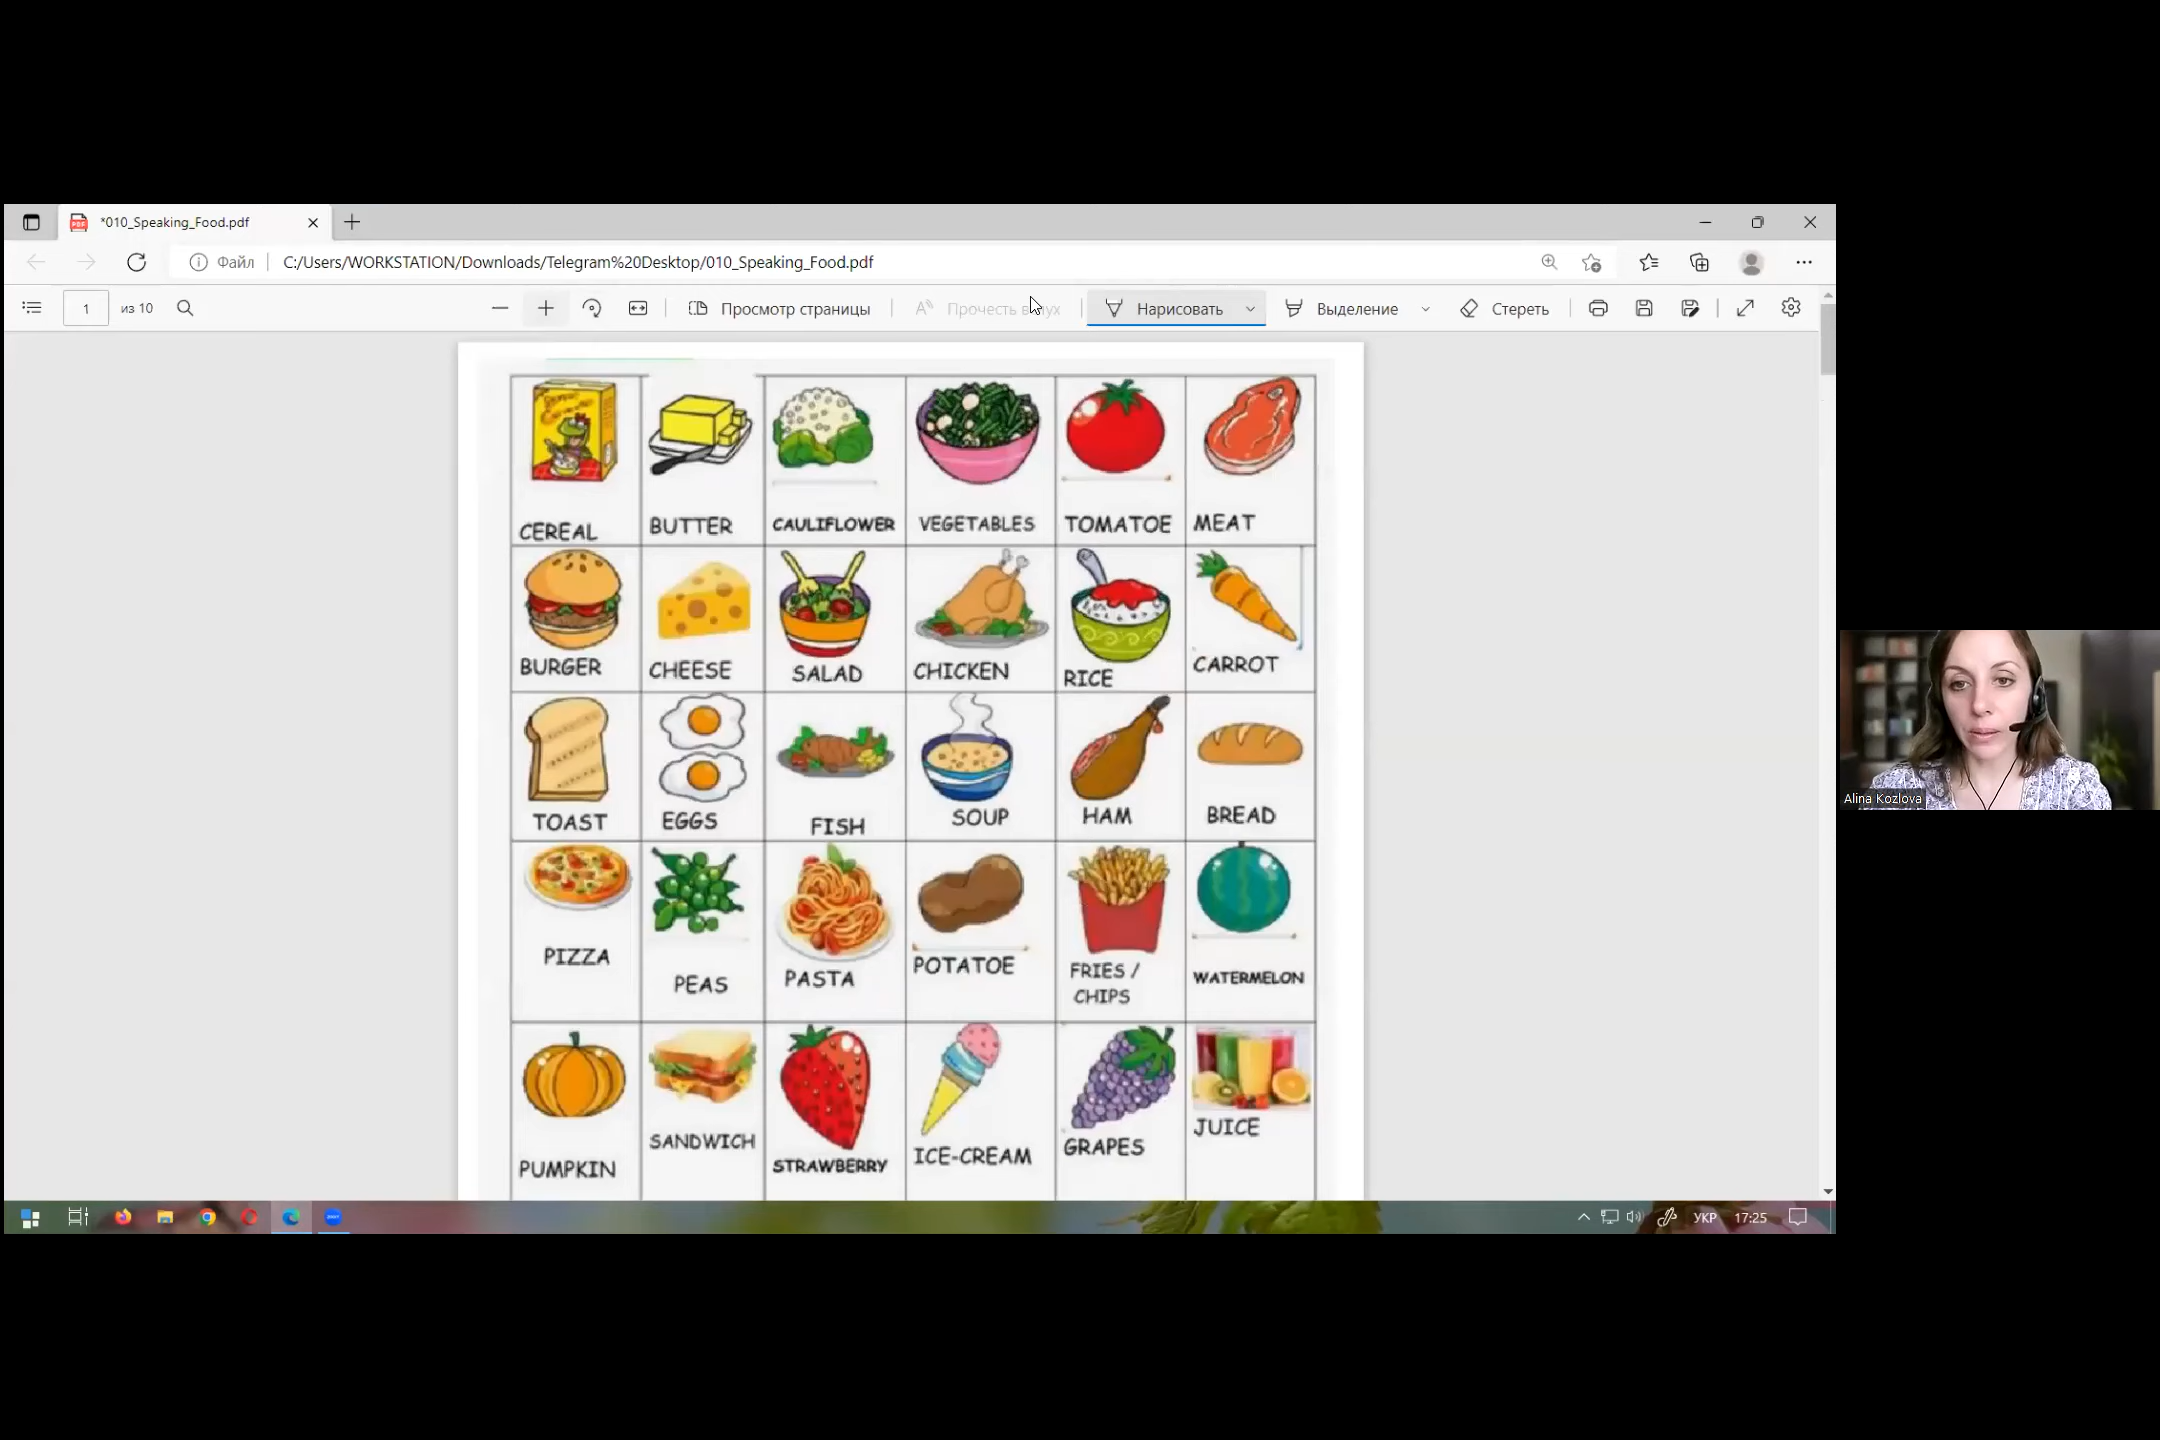 *010_Speaking_Food.pdf
Файл
C:/Users/WORKSTATION/Downloads/Telegram%20Desktop/010_Speaking_Food.pdf
1 из 10 Просмотр страницы Прочесть вслух Нарисовать Выделение Стереть
CEREAL BUTTER CAULIFLOWER VEGETABLES TOMATOE MEAT
BURGER CHEESE SALAD CHICKEN RICE CARROT
TOAST EGGS FISH SOUP HAM BREAD
PIZZA PEAS PASTA POTATOE FRIES / CHIPS WATERMELON
PUMPKIN SANDWICH STRAWBERRY ICE-CREAM GRAPES JUICE
Alina Kozlova
УКР 17:25